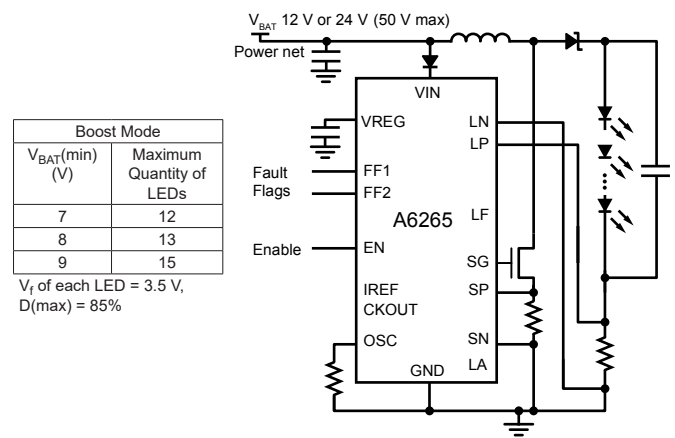 V_BAT 12 V or 24 V (50 V max)
Power net
VIN
VREG
LN
LP
Fault
Flags
FF1
FF2
A6265
LF
Enable
EN
SG
IREF
SP
CKOUT
OSC
SN
LA
GND
Boost Mode
V_BAT(min)
(V)
Maximum
Quantity of
LEDs
7 12
8 13
9 15
V_f of each LED = 3.5 V,
D(max) = 85%